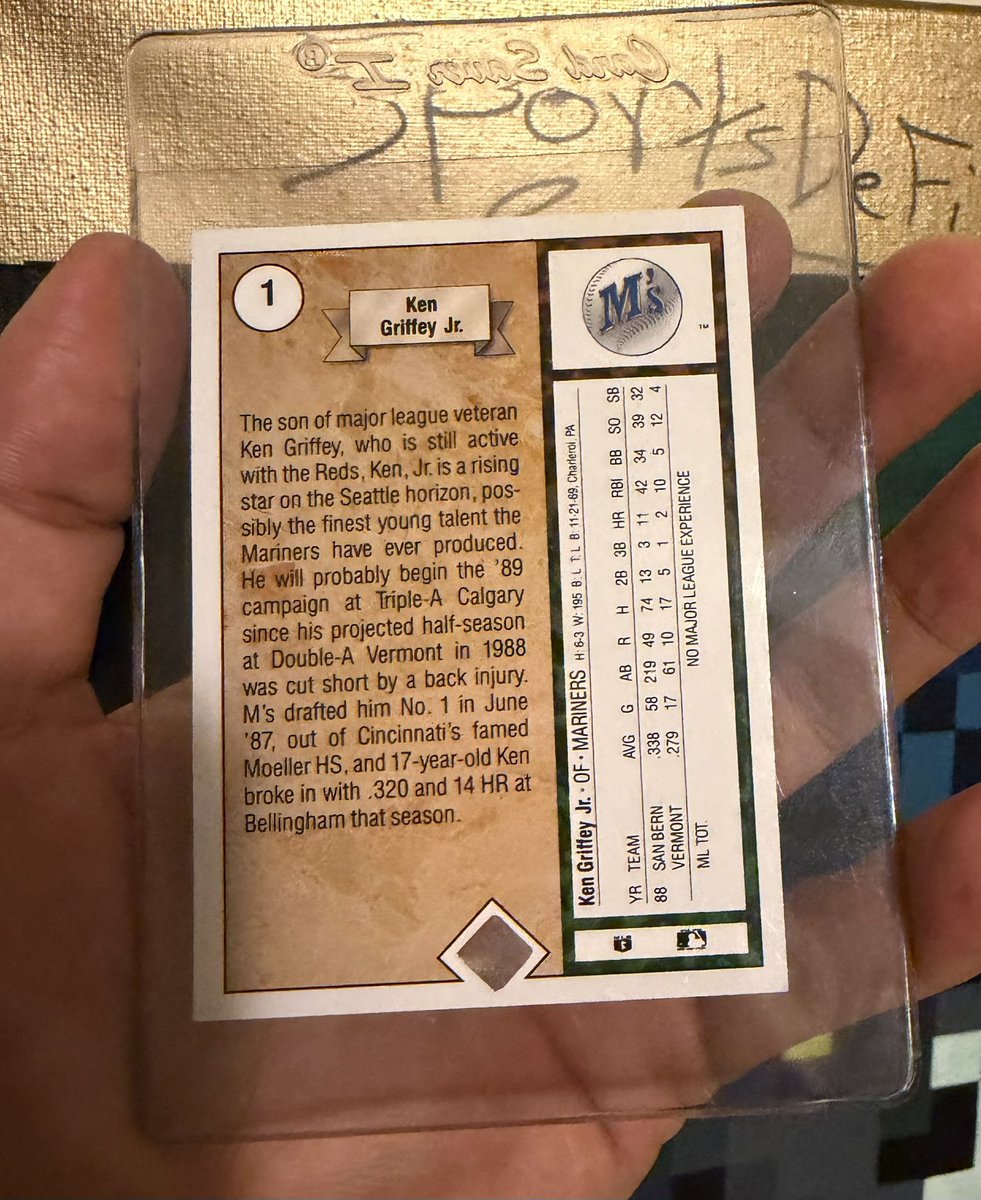 Card Saver I®
SPortsDeFi
1
Ken
Griffey Jr.
The son of major league veteran
Ken Griffey, who is still active
with the Reds, Ken, Jr. is a rising
star on the Seattle horizon, pos-
sibly the finest young talent the
Mariners have ever produced.
He will probably begin the '89
campaign at Triple-A Calgary
since his projected half-season
at Double-A Vermont in 1988
was cut short by a back injury.
M's drafted him No. 1 in June
'87, out of Cincinnati's famed
Moeller HS, and 17-year-old Ken
broke in with .320 and 14 HR at
Bellingham that season.
M's
TM
Ken Griffey Jr. • OF • MARINERS H: 6-3 W: 195 B: L T: L B: 11-21-69, Charleroi, PA
YR TEAM AVG G AB R H 2B 3B HR RBI BB SO SB
88 SAN BERN .338 58 219 49 74 13 3 11 42 34 39 32
VERMONT .279 17 61 10 17 5 1 2 10 5 12 4
ML TOT. NO MAJOR LEAGUE EXPERIENCE